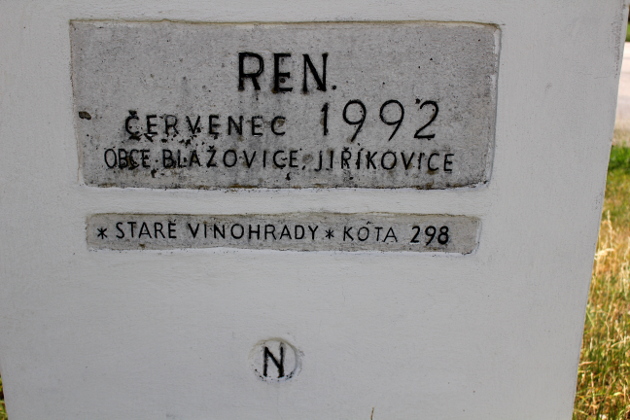 REN.
ČERVENEC 1992
OBCE BLAŽOVICE, JIŘÍKOVICE
* STARÉ VINOHRADY * KÓTA 298
N